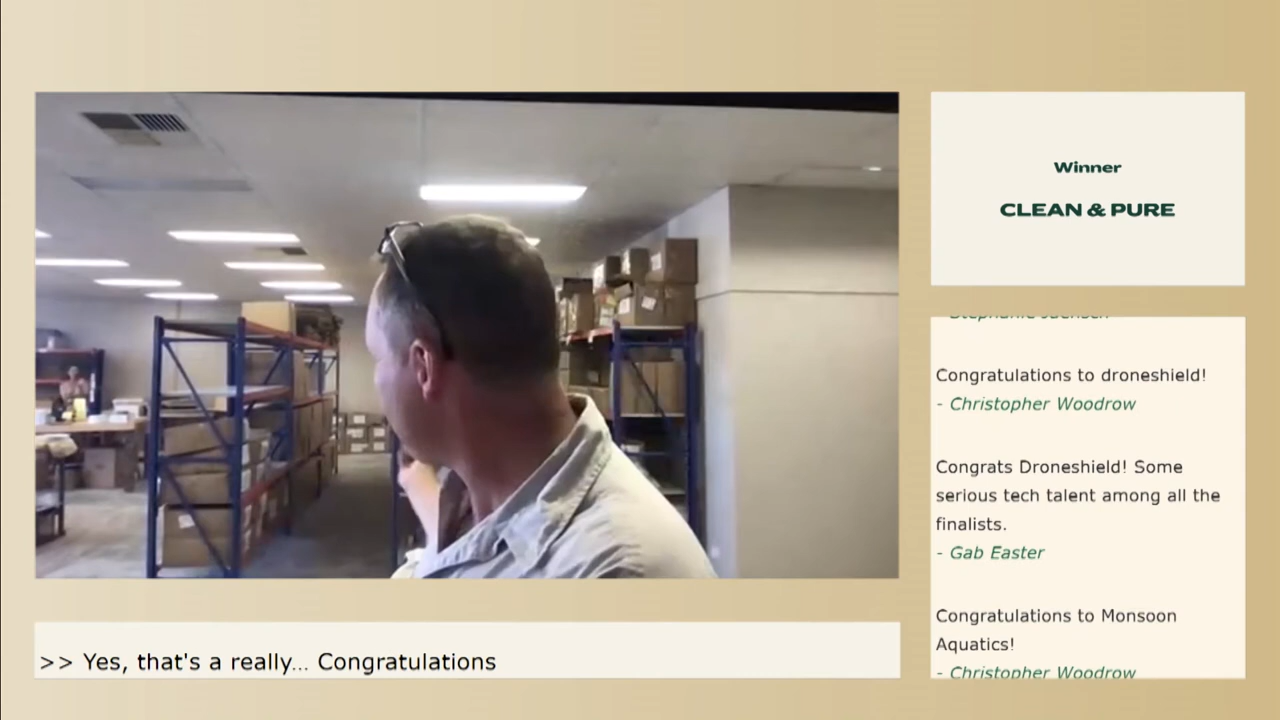 Winner
CLEAN & PURE
Congratulations to droneshield!
- Christopher Woodrow
Congrats Droneshield! Some
serious tech talent among all the
finalists.
- Gab Easter
Congratulations to Monsoon
Aquatics!
- Christopher Woodrow
>> Yes, that's a really... Congratulations